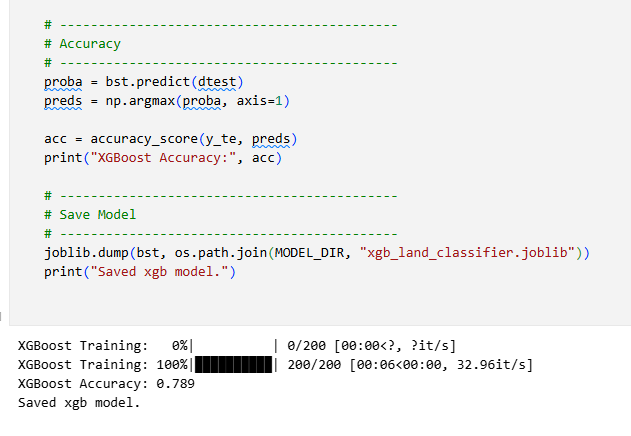 # ------------------------------------------
# Accuracy
# ------------------------------------------
proba = bst.predict(dtest)
preds = np.argmax(proba, axis=1)
acc = accuracy_score(y_te, preds)
print("XGBoost Accuracy:", acc)
# ------------------------------------------
# Save Model
# ------------------------------------------
joblib.dump(bst, os.path.join(MODEL_DIR, "xgb_land_classifier.joblib"))
print("Saved xgb model.")
XGBoost Training:   0%|          | 0/200 [00:00<?, ?it/s]
XGBoost Training: 100%|██████████| 200/200 [00:06<00:00, 32.96it/s]
XGBoost Accuracy: 0.789
Saved xgb model.